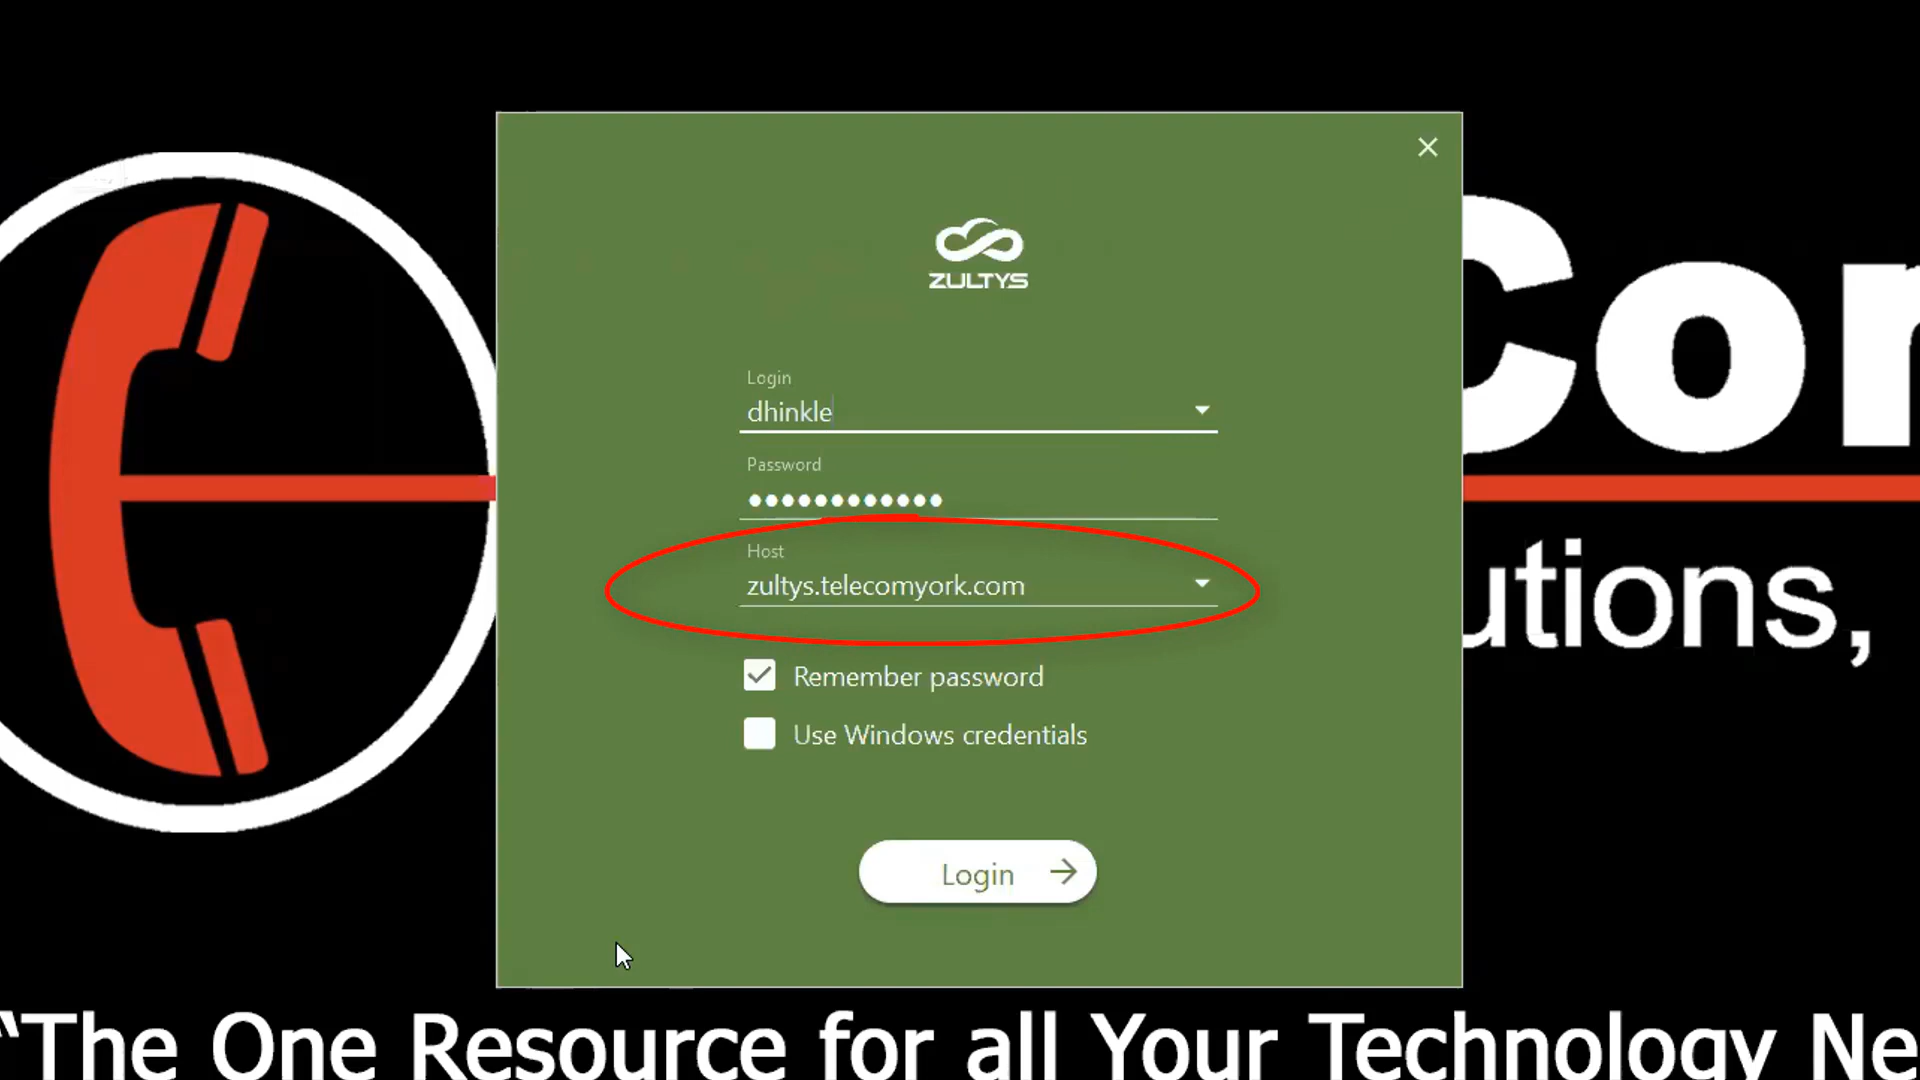 ZULTYS
Login
dhinkle
Password
Host
zultys.telecomyork.com
Remember password
Use Windows credentials
Login
Con
utions,
“The One Resource for all Your Technology Ne